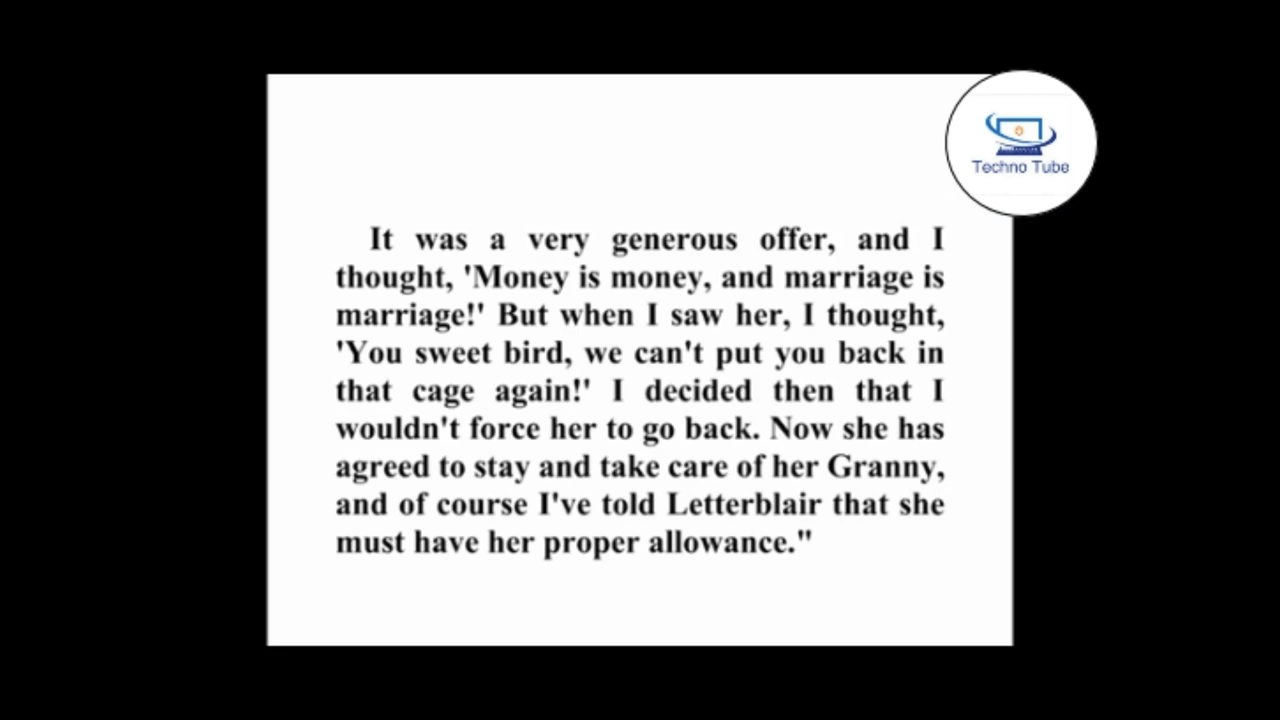 Techno Tube
It was a very generous offer, and I
thought, 'Money is money, and marriage is
marriage!' But when I saw her, I thought,
'You sweet bird, we can't put you back in
that cage again!' I decided then that I
wouldn't force her to go back. Now she has
agreed to stay and take care of her Granny,
and of course I've told Letterblair that she
must have her proper allowance."